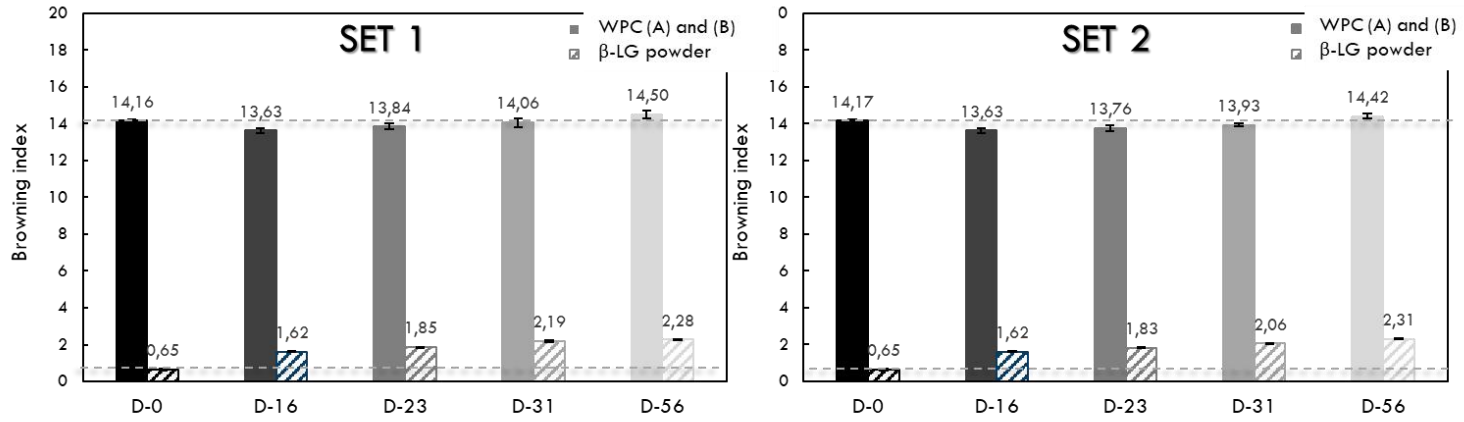 SET 1
WPC (A) and (B)
β-LG powder
Browning index
20
18
16
14
12
10
8
6
4
2
0
14,16
13,63
13,84
14,06
14,50
0,65
1,62
1,85
2,19
2,28
D-0
D-16
D-23
D-31
D-56
SET 2
WPC (A) and (B)
β-LG powder
Browning index
0
8
16
14
12
10
8
6
4
2
0
14,17
13,63
13,76
13,93
14,42
0,65
1,62
1,83
2,06
2,31
D-0
D-16
D-23
D-31
D-56